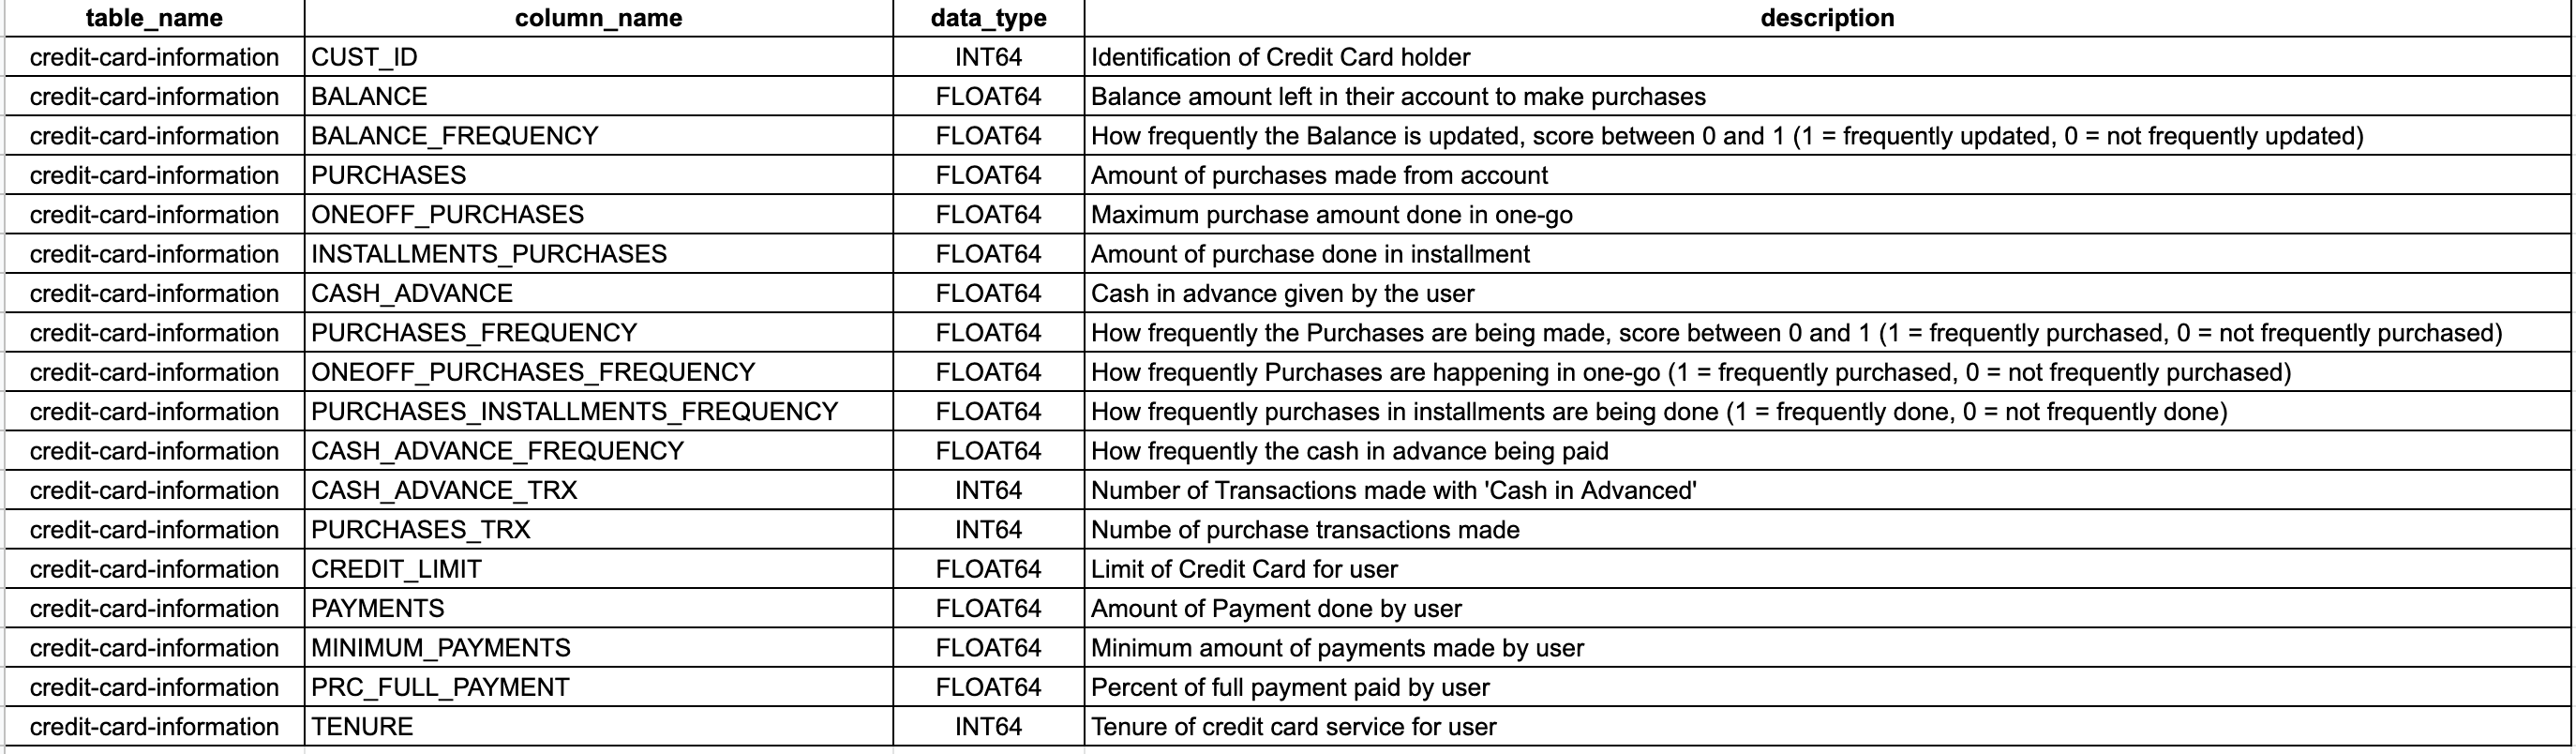 table_name column_name data_type description
credit-card-information CUST_ID INT64 Identification of Credit Card holder
credit-card-information BALANCE FLOAT64 Balance amount left in their account to make purchases
credit-card-information BALANCE_FREQUENCY FLOAT64 How frequently the Balance is updated, score between 0 and 1 (1 = frequently updated, 0 = not frequently updated)
credit-card-information PURCHASES FLOAT64 Amount of purchases made from account
credit-card-information ONEOFF_PURCHASES FLOAT64 Maximum purchase amount done in one-go
credit-card-information INSTALLMENTS_PURCHASES FLOAT64 Amount of purchase done in installment
credit-card-information CASH_ADVANCE FLOAT64 Cash in advance given by the user
credit-card-information PURCHASES_FREQUENCY FLOAT64 How frequently the Purchases are being made, score between 0 and 1 (1 = frequently purchased, 0 = not frequently purchased)
credit-card-information ONEOFF_PURCHASES_FREQUENCY FLOAT64 How frequently Purchases are happening in one-go (1 = frequently purchased, 0 = not frequently purchased)
credit-card-information PURCHASES_INSTALLMENTS_FREQUENCY FLOAT64 How frequently purchases in installments are being done (1 = frequently done, 0 = not frequently done)
credit-card-information CASH_ADVANCE_FREQUENCY FLOAT64 How frequently the cash in advance being paid
credit-card-information CASH_ADVANCE_TRX INT64 Number of Transactions made with 'Cash in Advanced'
credit-card-information PURCHASES_TRX INT64 Numbe of purchase transactions made
credit-card-information CREDIT_LIMIT FLOAT64 Limit of Credit Card for user
credit-card-information PAYMENTS FLOAT64 Amount of Payment done by user
credit-card-information MINIMUM_PAYMENTS FLOAT64 Minimum amount of payments made by user
credit-card-information PRC_FULL_PAYMENT FLOAT64 Percent of full payment paid by user
credit-card-information TENURE INT64 Tenure of credit card service for user